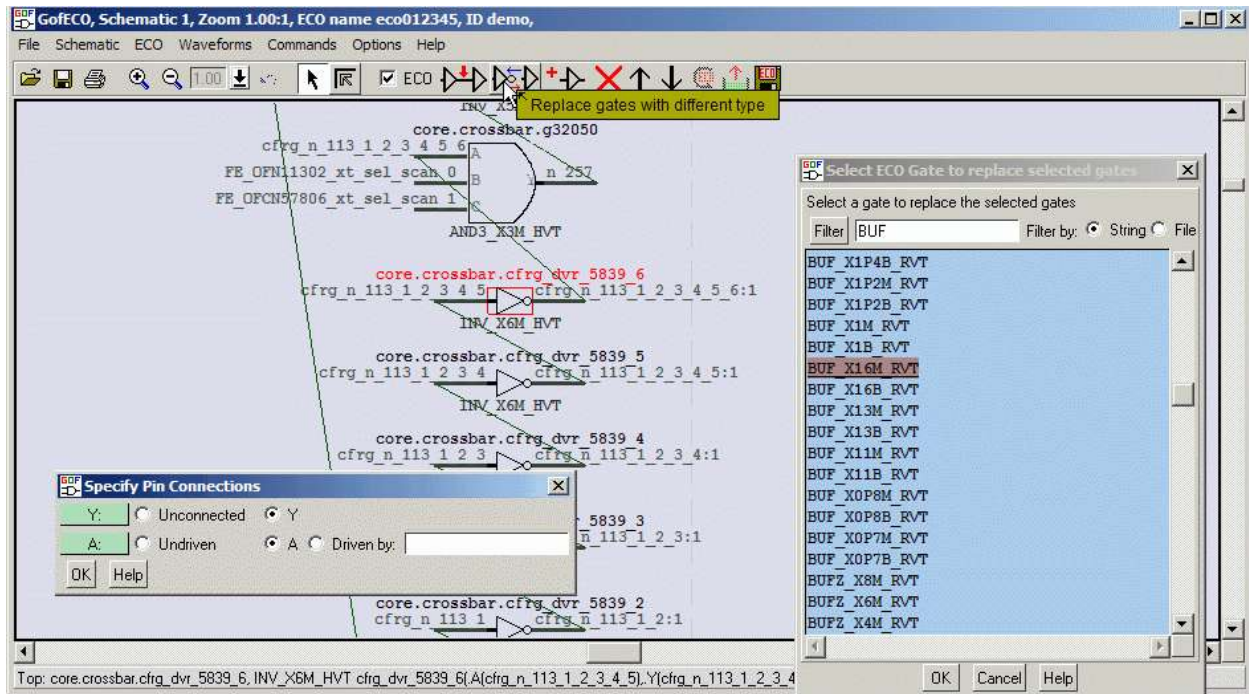 GofECO, Schematic 1, Zoom 1.00:1, ECO name eco012345, ID demo,
File Schematic ECO Waveforms Commands Options Help
1.00 ECO
Replace gates with different type
core.crossbar.g32050
cfrg_n_113_1_2_3_4_5_6 A
FE_OFN11302_xt_sel_scan_0 B Y n_257
FE_OFCN57806_xt_sel_scan_1 C
AND3_X3M_HVT
core.crossbar.cfrg_dvr_5839_6
cfrg_n_113_1_2_3_4_5 cfrg_n_113_1_2_3_4_5_6:1
INV_X6M_HVT
core.crossbar.cfrg_dvr_5839_5
cfrg_n_113_1_2_3_4 cfrg_n_113_1_2_3_4_5:1
INV_X6M_HVT
core.crossbar.cfrg_dvr_5839_4
cfrg_n_113_1_2_3 cfrg_n_113_1_2_3_4:1
5839_3
n_113_1_2_3:1
core.crossbar.cfrg_dvr_5839_2
cfrg_n_113_1 cfrg_n_113_1_2:1
Specify Pin Connections
Y: Unconnected Y
A: Undriven A Driven by:
OK Help
Select ECO Gate to replace selected gates
Select a gate to replace the selected gates
Filter BUF Filter by: String File
BUF_X1P4B_RVT
BUF_X1P2M_RVT
BUF_X1P2B_RVT
BUF_X1M_RVT
BUF_X1B_RVT
BUF_X16M_RVT
BUF_X16B_RVT
BUF_X13M_RVT
BUF_X13B_RVT
BUF_X11M_RVT
BUF_X11B_RVT
BUF_X0P8M_RVT
BUF_X0P8B_RVT
BUF_X0P7M_RVT
BUF_X0P7B_RVT
BUFZ_X8M_RVT
BUFZ_X6M_RVT
BUFZ_X4M_RVT
OK Cancel Help
Top: core.crossbar.cfrg_dvr_5839_6, INV_X6M_HVT cfrg_dvr_5839_6(.A(cfrg_n_113_1_2_3_4_5),.Y(cfrg_n_113_1_2_3_4